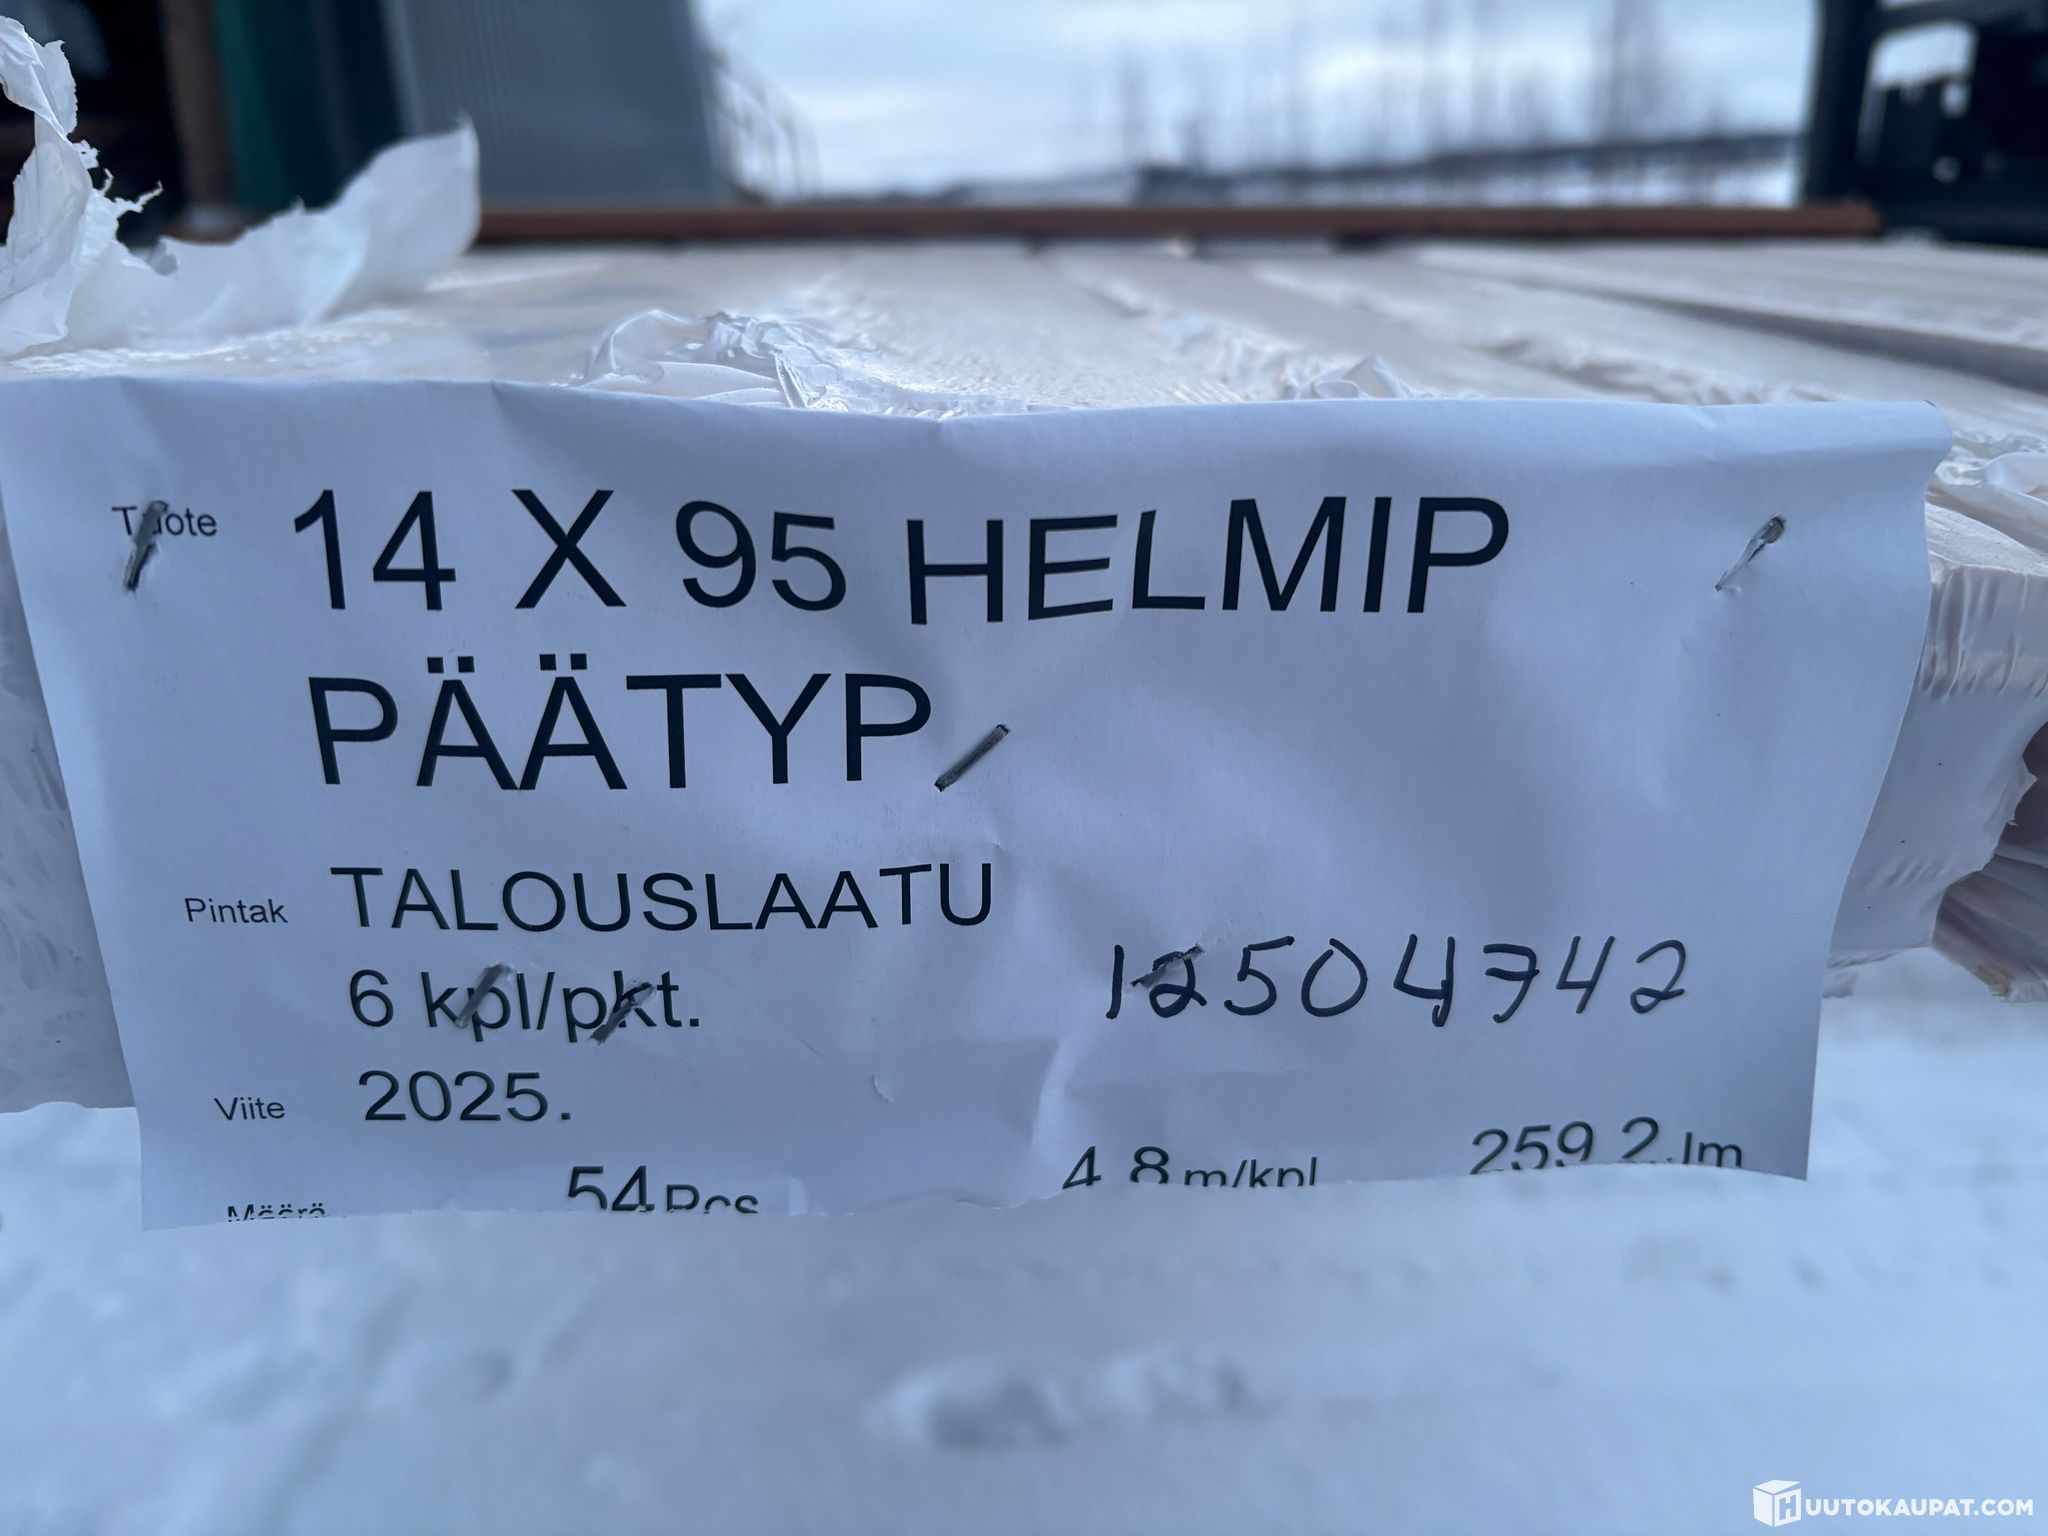 Tuote 14 X 95 HELMIP
PÄÄTYP
Pintak TALOUSLAATU
6 kpl/pkt.
12504742
Viite 2025.
Määrä 54 Pcs 4.8 m/kpl 259.2 Jm
HUUTOKAUPAT.COM